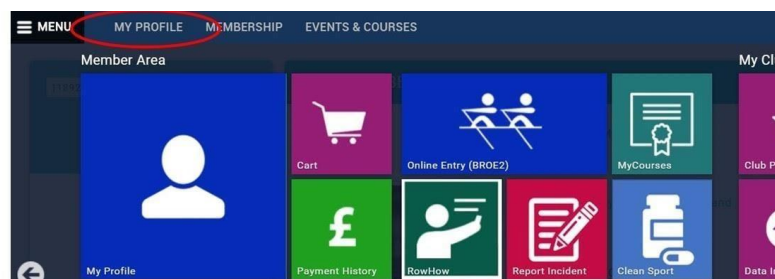 MENU MY PROFILE MEMBERSHIP EVENTS & COURSES
Member Area
My Cl
My Profile
Cart
Online Entry (BROE2)
MyCourses
Club P
Payment History
RowHow
Report Incident
Clean Sport
Data In